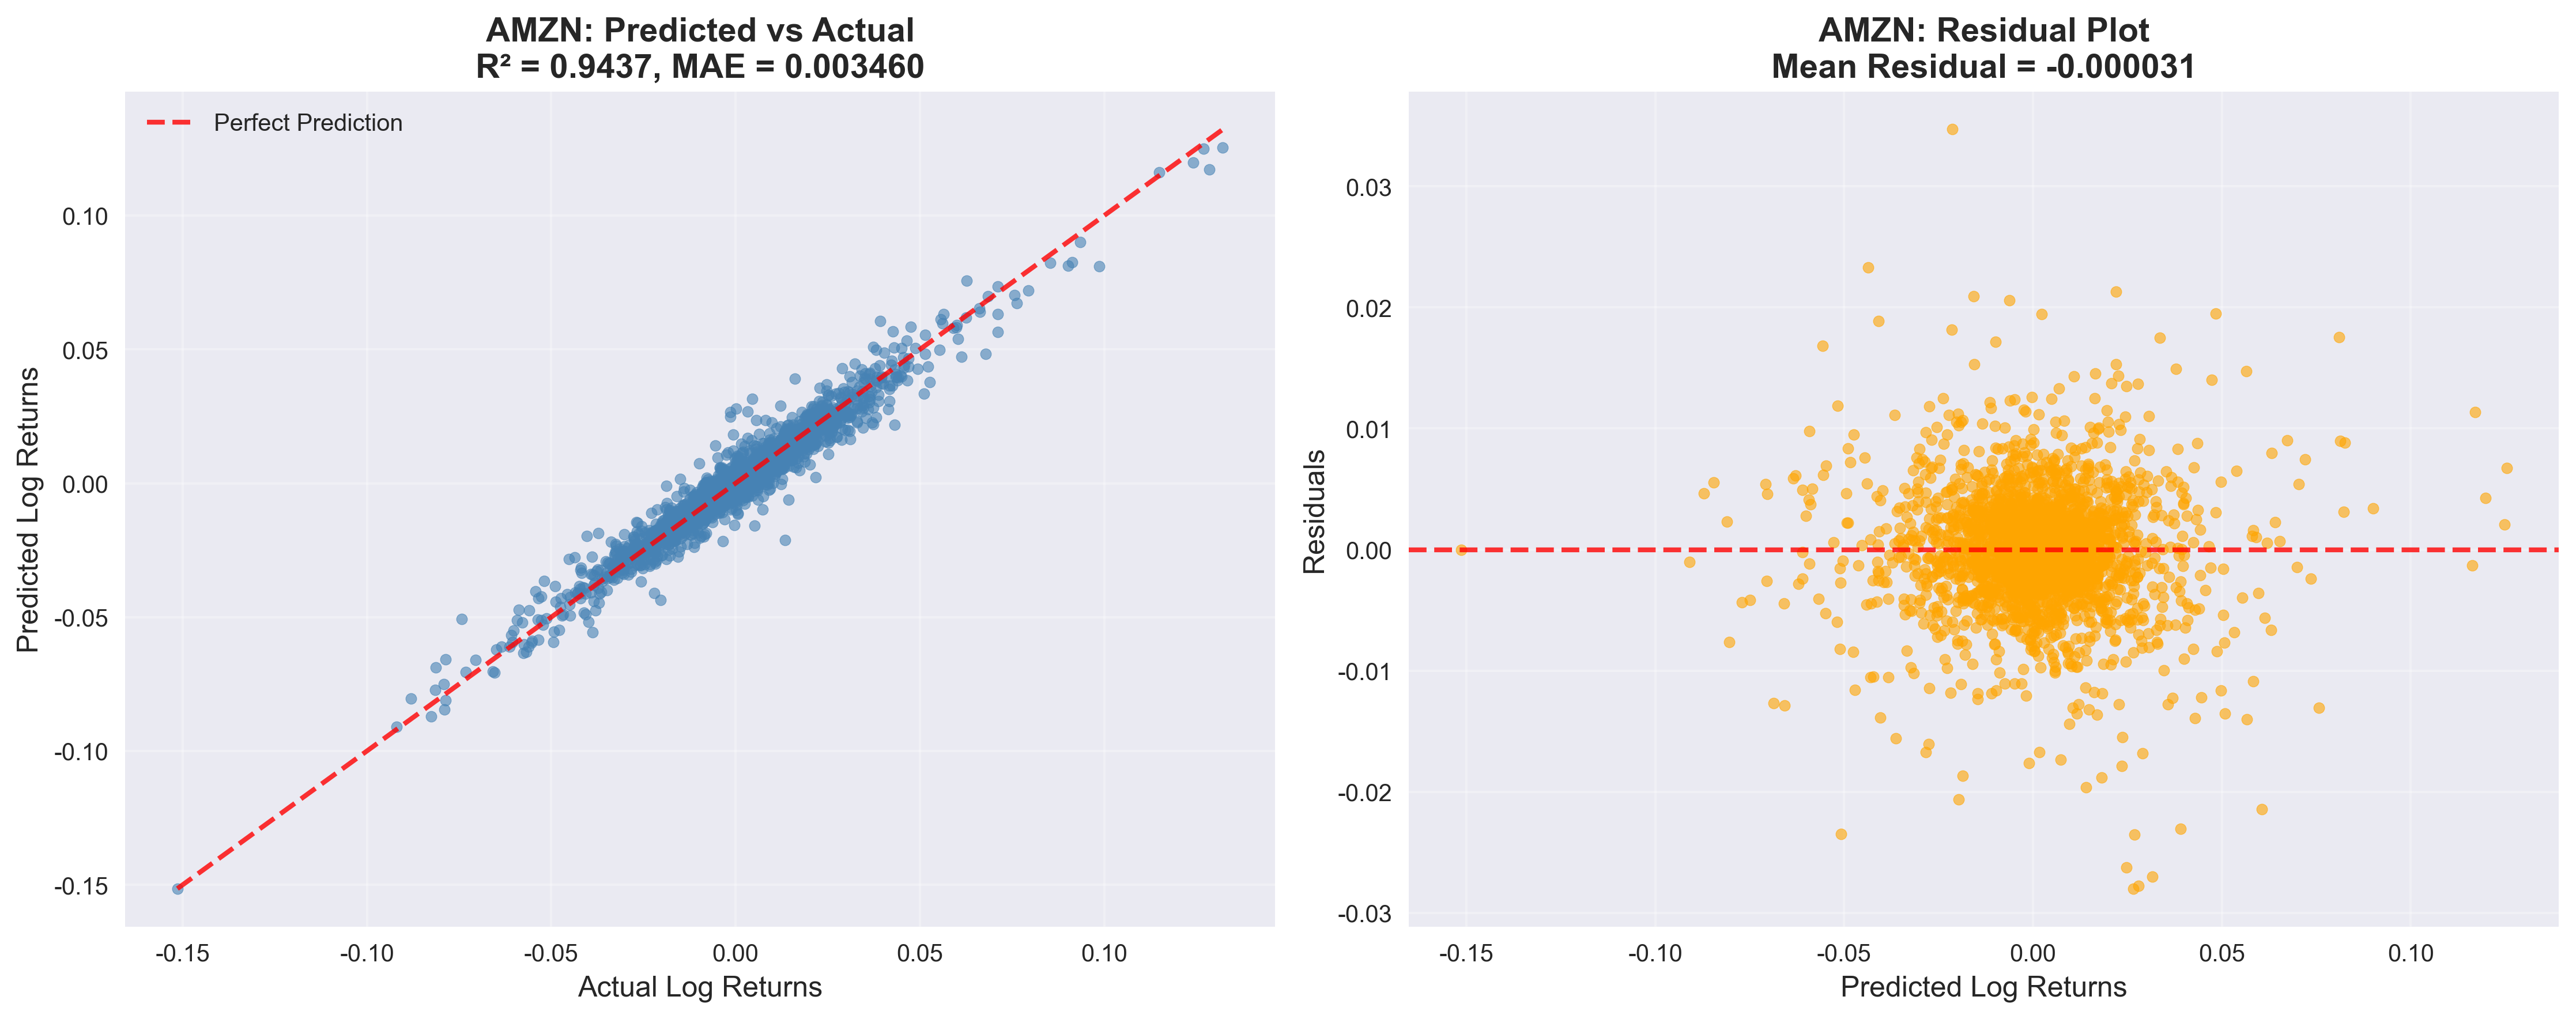 AMZN: Predicted vs Actual
R² = 0.9437, MAE = 0.003460
Perfect Prediction
Predicted Log Returns
0.10
0.05
0.00
-0.05
-0.10
-0.15
-0.15
-0.10
-0.05
0.00
0.05
0.10
Actual Log Returns
AMZN: Residual Plot
Mean Residual = -0.000031
Residuals
0.03
0.02
0.01
0.00
-0.01
-0.02
-0.03
-0.15
-0.10
-0.05
0.00
0.05
0.10
Predicted Log Returns